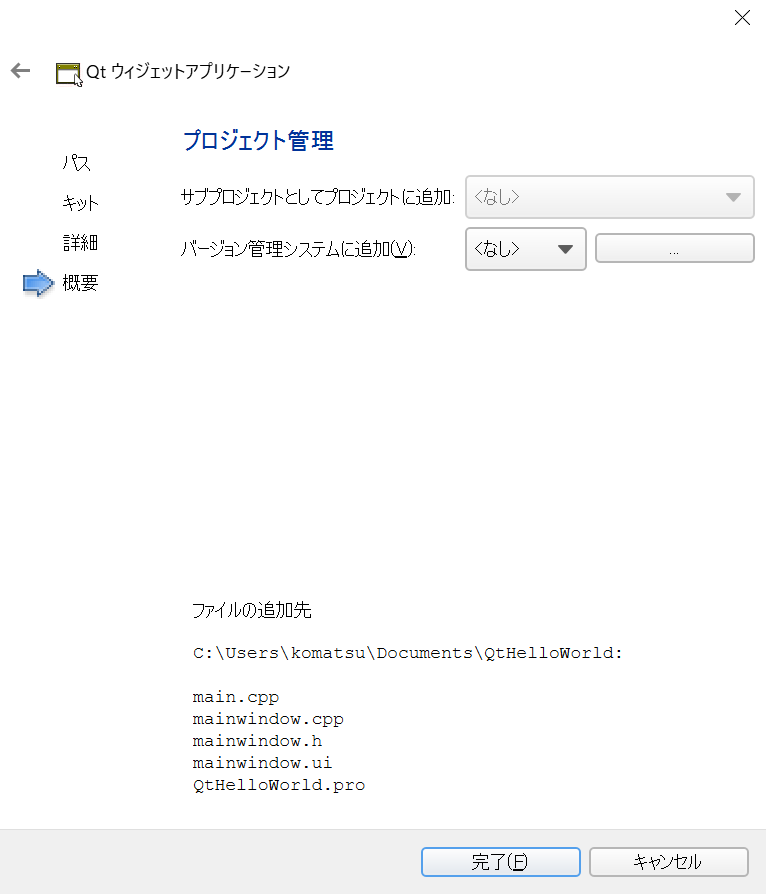 Qt ウィジェットアプリケーション
パス
キット
詳細
概要
プロジェクト管理
サブプロジェクトとしてプロジェクトに追加: <なし>
バージョン管理システムに追加(V): <なし> ...
ファイルの追加先
C:\Users\komatsu\Documents\QtHelloWorld:
main.cpp
mainwindow.cpp
mainwindow.h
mainwindow.ui
QtHelloWorld.pro
完了(F) キャンセル